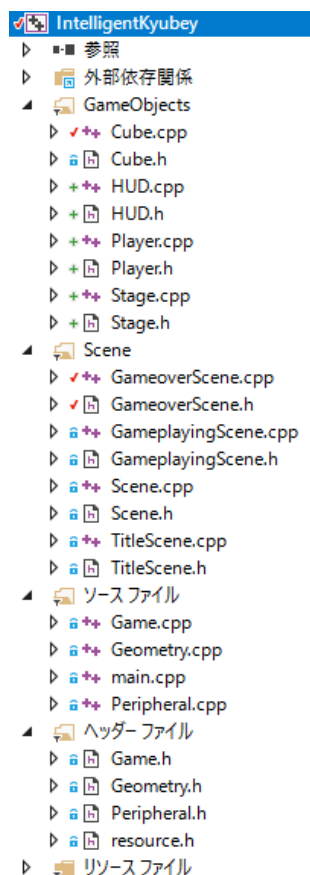 IntelligentKyubey
参照
外部依存関係
GameObjects
Cube.cpp
Cube.h
HUD.cpp
HUD.h
Player.cpp
Player.h
Stage.cpp
Stage.h
Scene
GameoverScene.cpp
GameoverScene.h
GameplayingScene.cpp
GameplayingScene.h
Scene.cpp
Scene.h
TitleScene.cpp
TitleScene.h
ソース ファイル
Game.cpp
Geometry.cpp
main.cpp
Peripheral.cpp
ヘッダー ファイル
Game.h
Geometry.h
Peripheral.h
resource.h
リソース ファイル